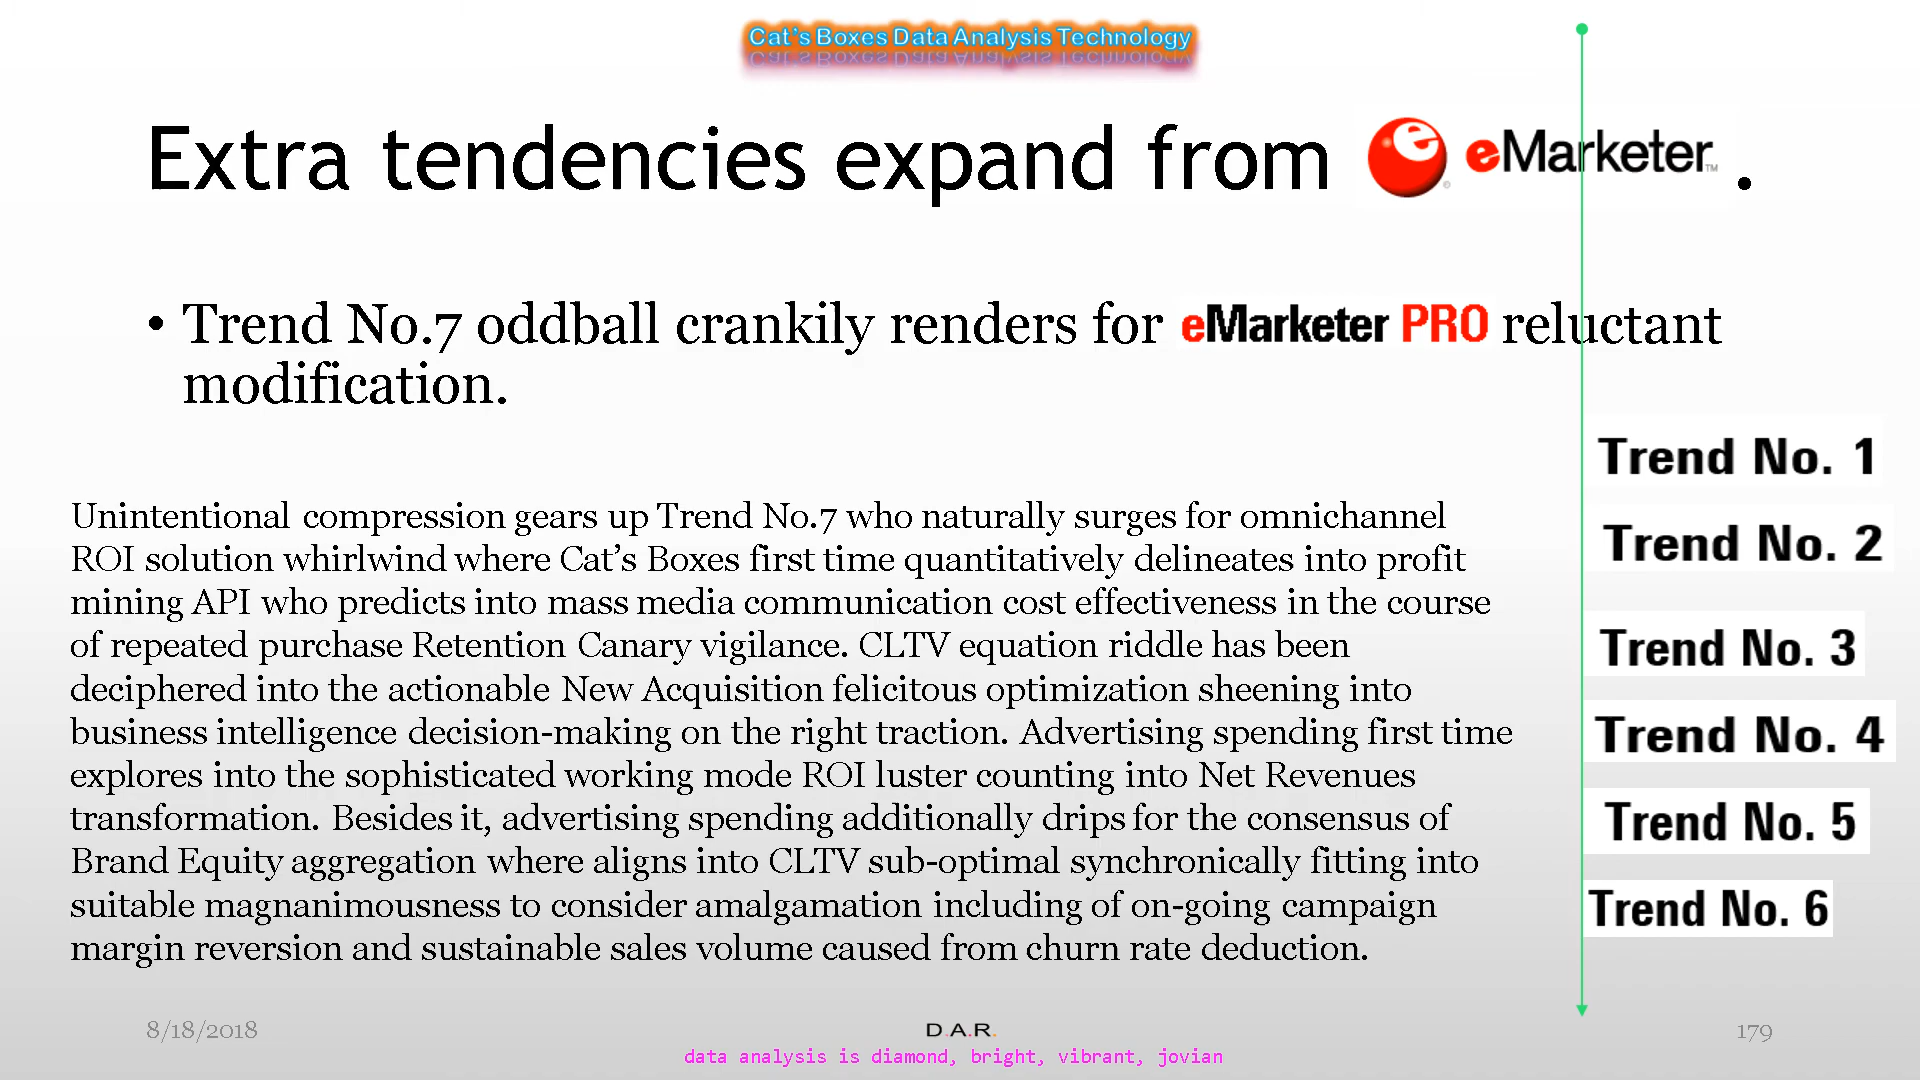 Cat's Boxes Data Analysis Technology
Extra tendencies expand from eMarketer™ .
• Trend No.7 oddball crankily renders for eMarketer PRO reluctant
modification.
Unintentional compression gears up Trend No.7 who naturally surges for omnichannel
ROI solution whirlwind where Cat's Boxes first time quantitatively delineates into profit
mining API who predicts into mass media communication cost effectiveness in the course
of repeated purchase Retention Canary vigilance. CLTV equation riddle has been
deciphered into the actionable New Acquisition felicitous optimization sheening into
business intelligence decision-making on the right traction. Advertising spending first time
explores into the sophisticated working mode ROI luster counting into Net Revenues
transformation. Besides it, advertising spending additionally drips for the consensus of
Brand Equity aggregation where aligns into CLTV sub-optimal synchronically fitting into
suitable magnanimousness to consider amalgamation including of on-going campaign
margin reversion and sustainable sales volume caused from churn rate deduction.
Trend No. 1
Trend No. 2
Trend No. 3
Trend No. 4
Trend No. 5
Trend No. 6
8/18/2018
D.A.R.
179
data analysis is diamond, bright, vibrant, jovian